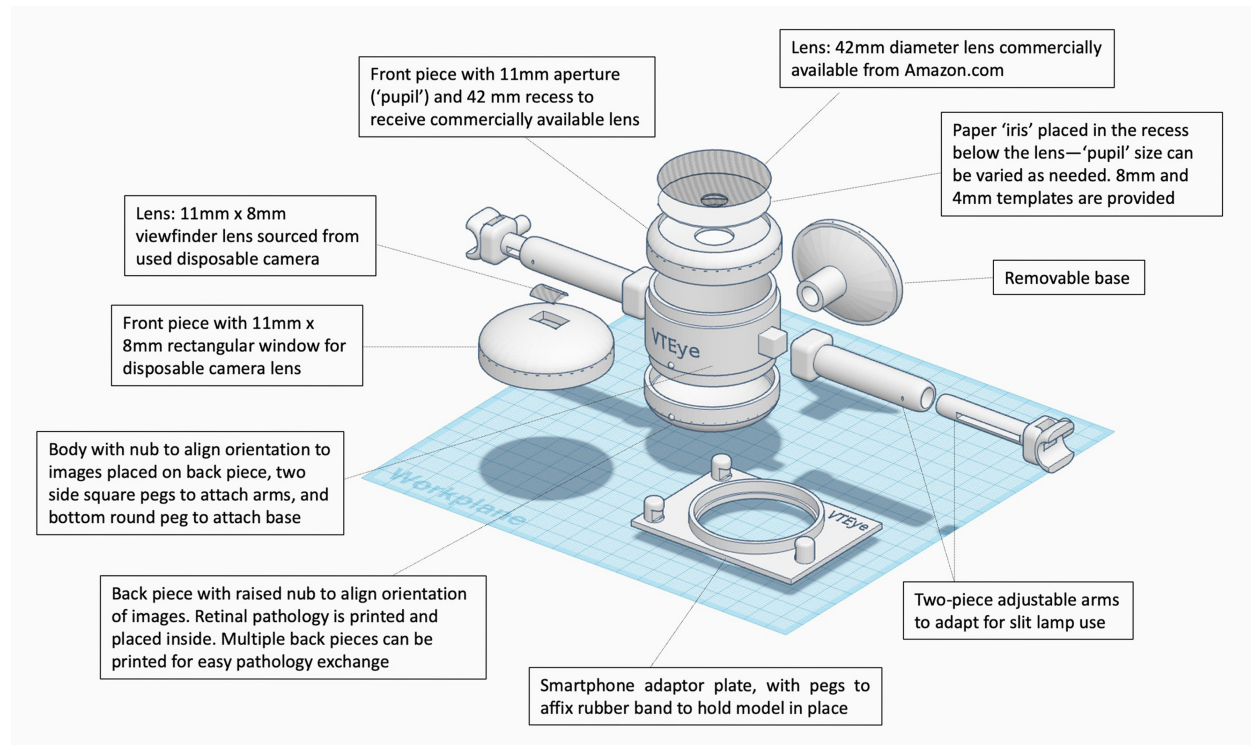 Lens: 42mm diameter lens commercially
available from Amazon.com
Front piece with 11mm aperture
(‘pupil’) and 42 mm recess to
receive commercially available lens
Paper ‘iris’ placed in the recess
below the lens—‘pupil’ size can
be varied as needed. 8mm and
4mm templates are provided
Lens: 11mm x 8mm
viewfinder lens sourced from
used disposable camera
Removable base
Front piece with 11mm x
8mm rectangular window for
disposable camera lens
VTEye
Body with nub to align orientation to
images placed on back piece, two
side square pegs to attach arms, and
bottom round peg to attach base
Workplane
VTEye
Back piece with raised nub to align orientation
of images. Retinal pathology is printed and
placed inside. Multiple back pieces can be
printed for easy pathology exchange
Two-piece adjustable arms
to adapt for slit lamp use
Smartphone adaptor plate, with pegs to
affix rubber band to hold model in place